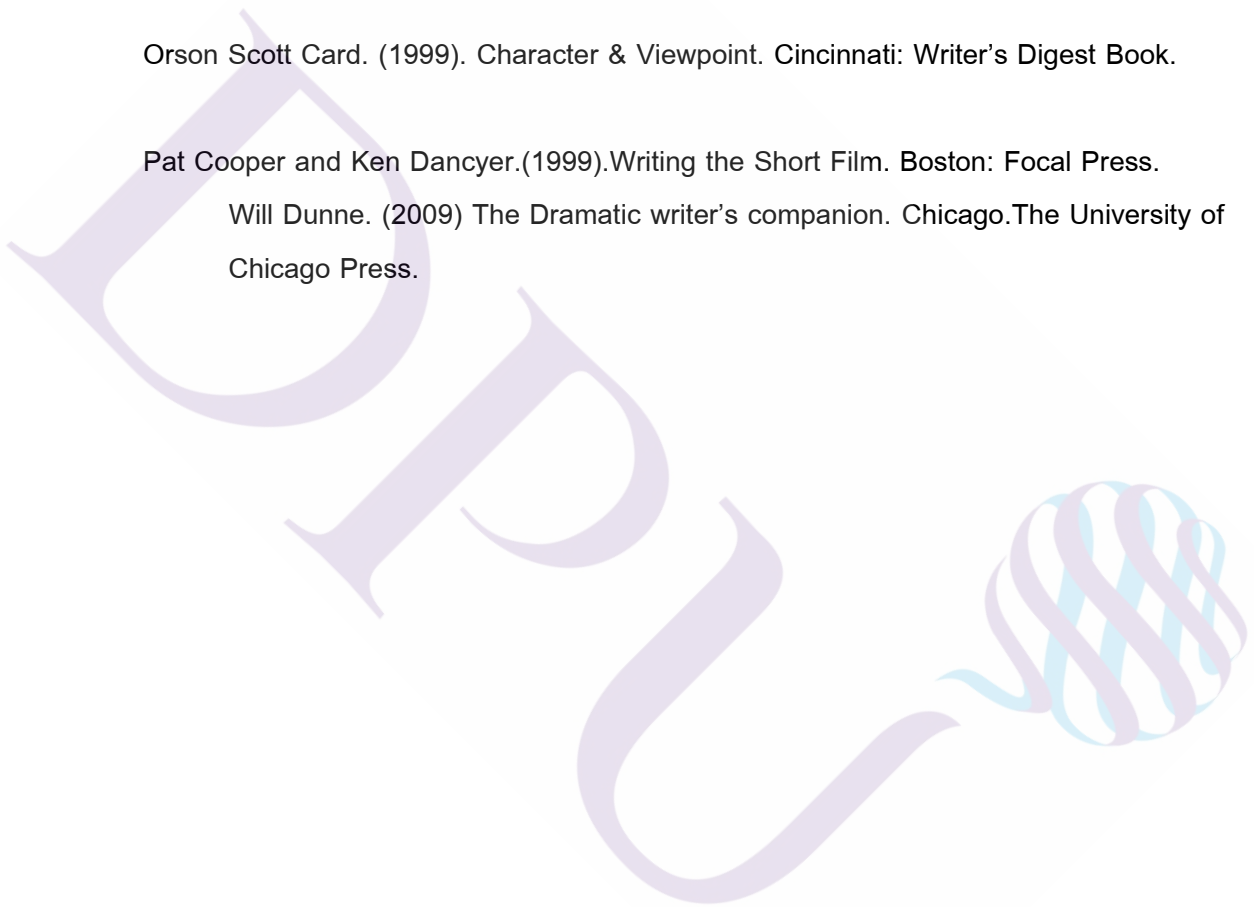 Orson Scott Card. (1999). Character & Viewpoint. Cincinnati: Writer’s Digest Book.
Pat Cooper and Ken Dancyer.(1999).Writing the Short Film. Boston: Focal Press.
Will Dunne. (2009) The Dramatic writer’s companion. Chicago.The University of
Chicago Press.
DPU